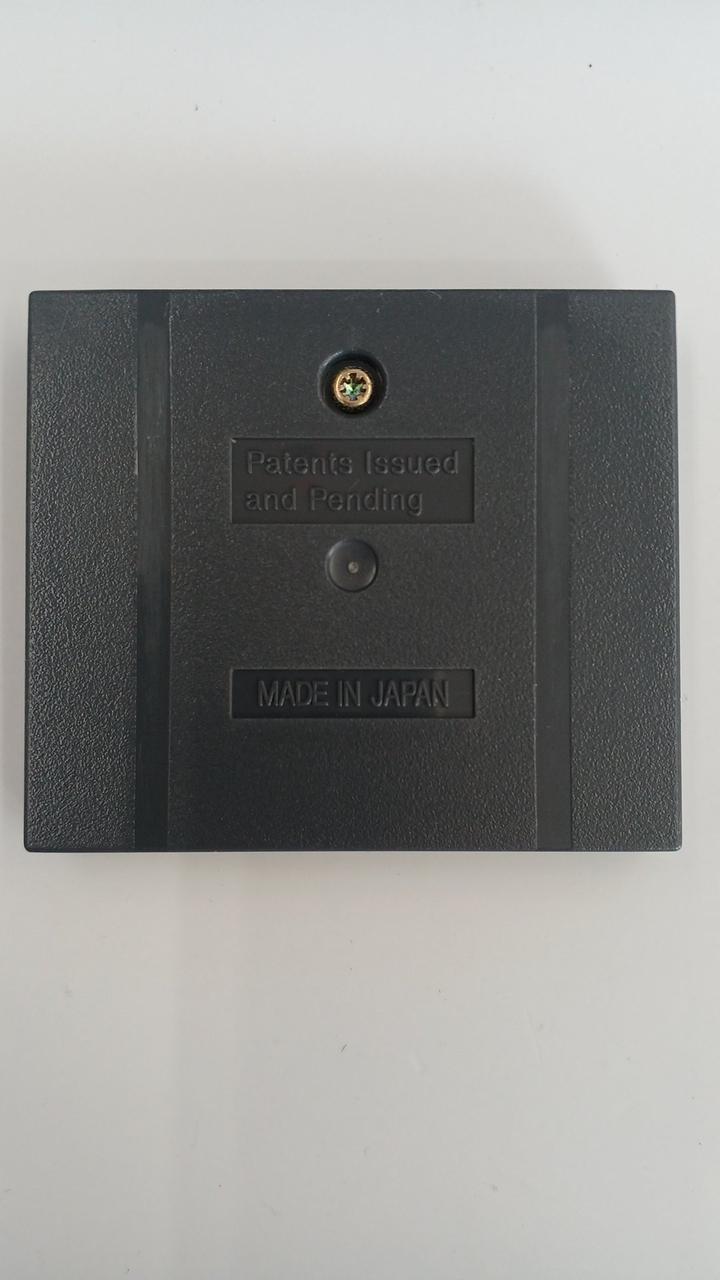 Patents Issued
and Pending
MADE IN JAPAN